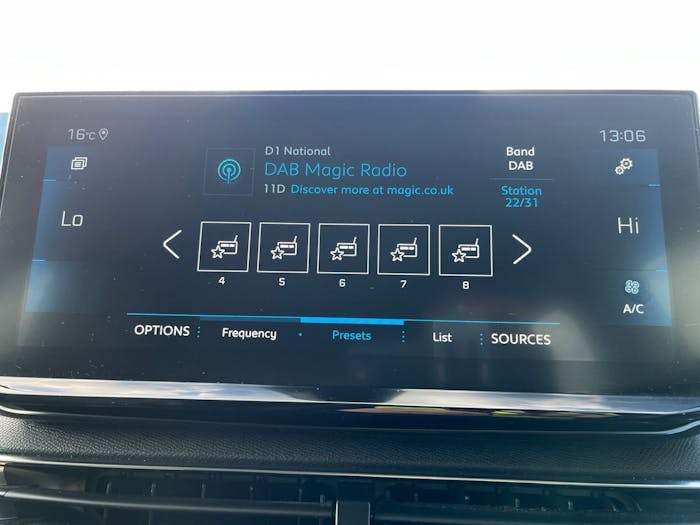 16°C
13:06
D1 National
DAB Magic Radio
11D Discover more at magic.co.uk
Band
DAB
Station
22/31
Lo
Hi
4 5 6 7 8
A/C
OPTIONS Frequency Presets List SOURCES